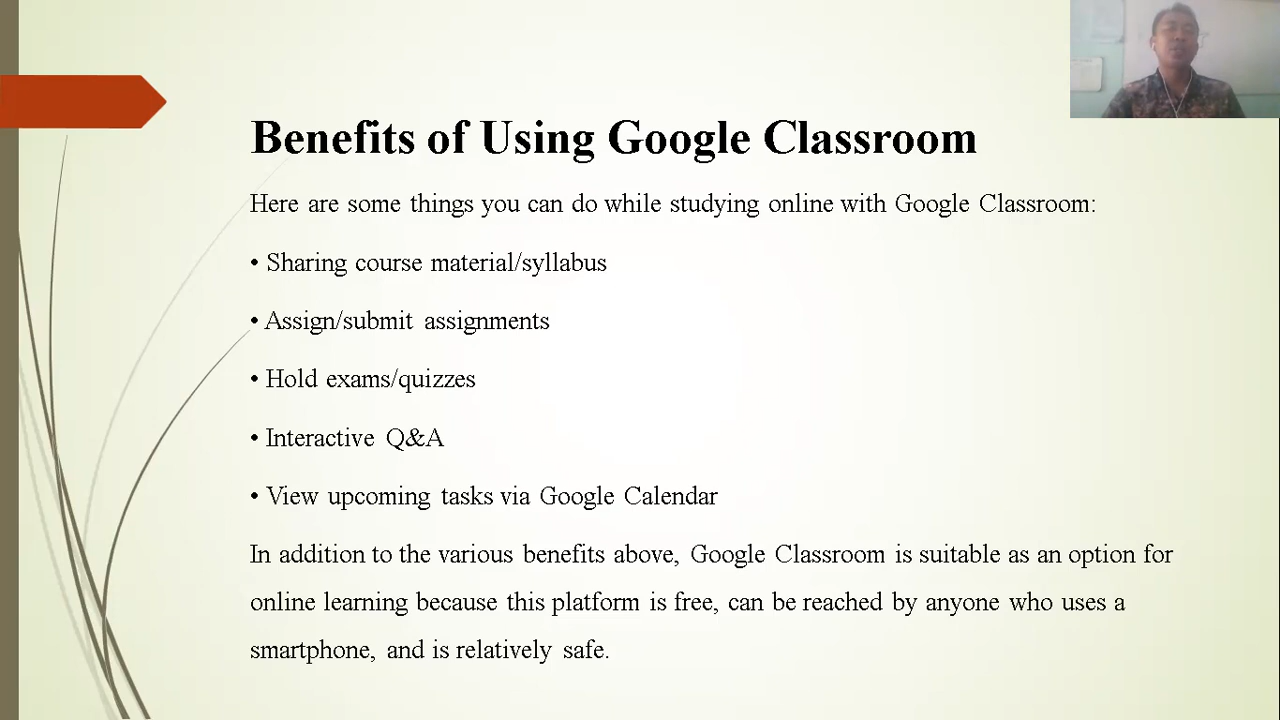 Benefits of Using Google Classroom
Here are some things you can do while studying online with Google Classroom:
• Sharing course material/syllabus
• Assign/submit assignments
• Hold exams/quizzes
• Interactive Q&A
• View upcoming tasks via Google Calendar
In addition to the various benefits above, Google Classroom is suitable as an option for
online learning because this platform is free, can be reached by anyone who uses a
smartphone, and is relatively safe.